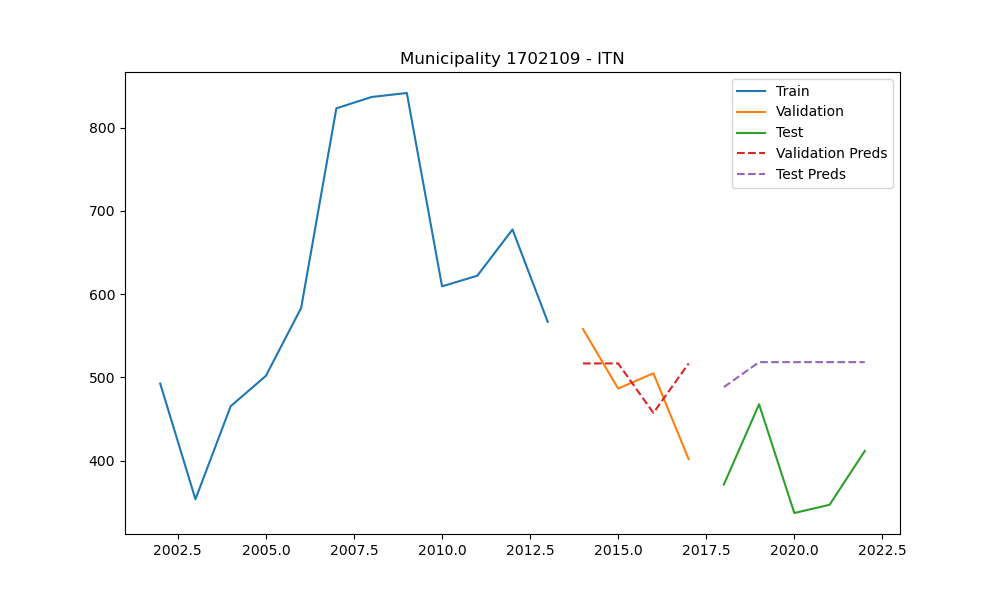 Municipality 1702109 - ITN
Train
Validation
Test
Validation Preds
Test Preds
800
700
600
500
400
2002.5 2005.0 2007.5 2010.0 2012.5 2015.0 2017.5 2020.0 2022.5